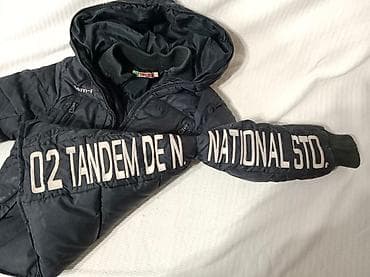 02 TANDEM DE N. NATIONAL STD.